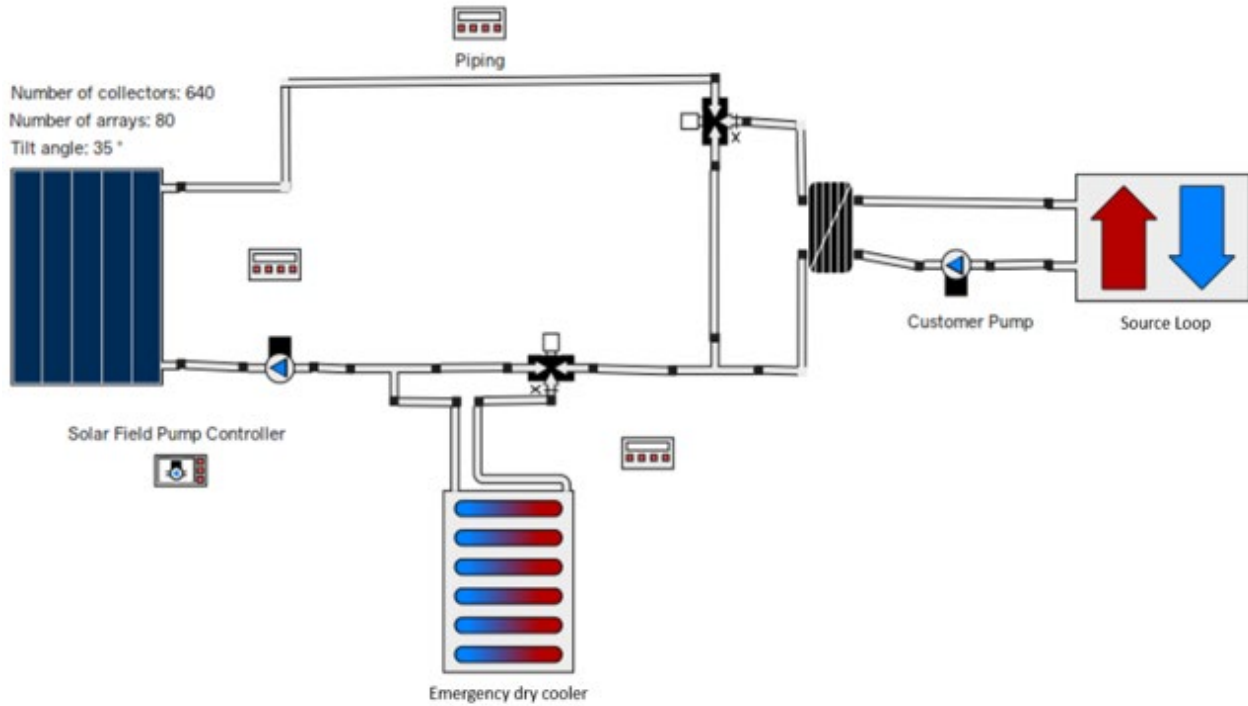 Piping
Number of collectors: 640
Number of arrays: 80
Tilt angle: 35 °
X
Customer Pump
Source Loop
X
Solar Field Pump Controller
Emergency dry cooler